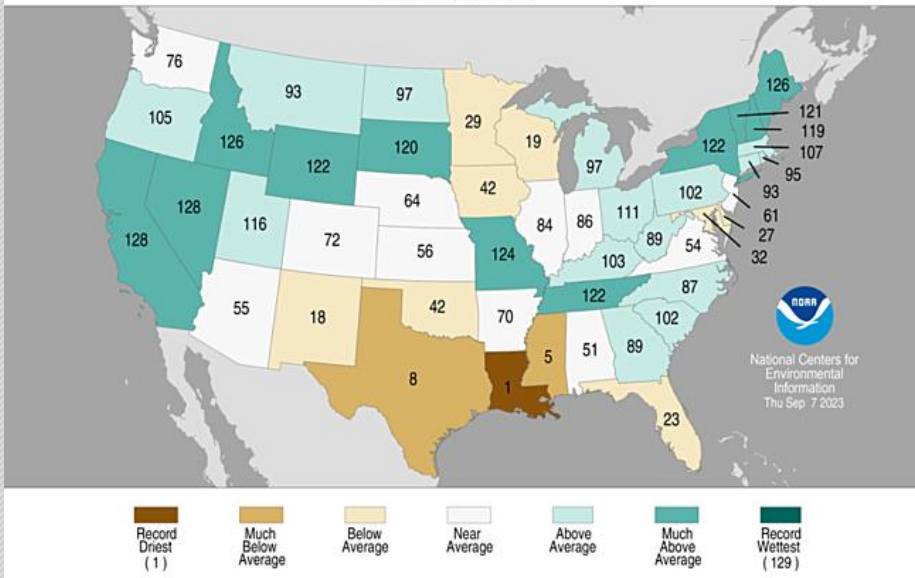 76
93
97
29
19
126
105
126
122
120
42
97
122
121
119
107
95
93
61
27
32
128
128
116
72
64
56
124
84
86
111
102
89
54
103
87
55
18
42
70
122
102
8
1
5
51
89
23
NOAA
National Centers for
Environmental
Information
Thu Sep 7 2023
Record
Driest
( 1 )
Much
Below
Average
Below
Average
Near
Average
Above
Average
Much
Above
Average
Record
Wettest
( 129 )